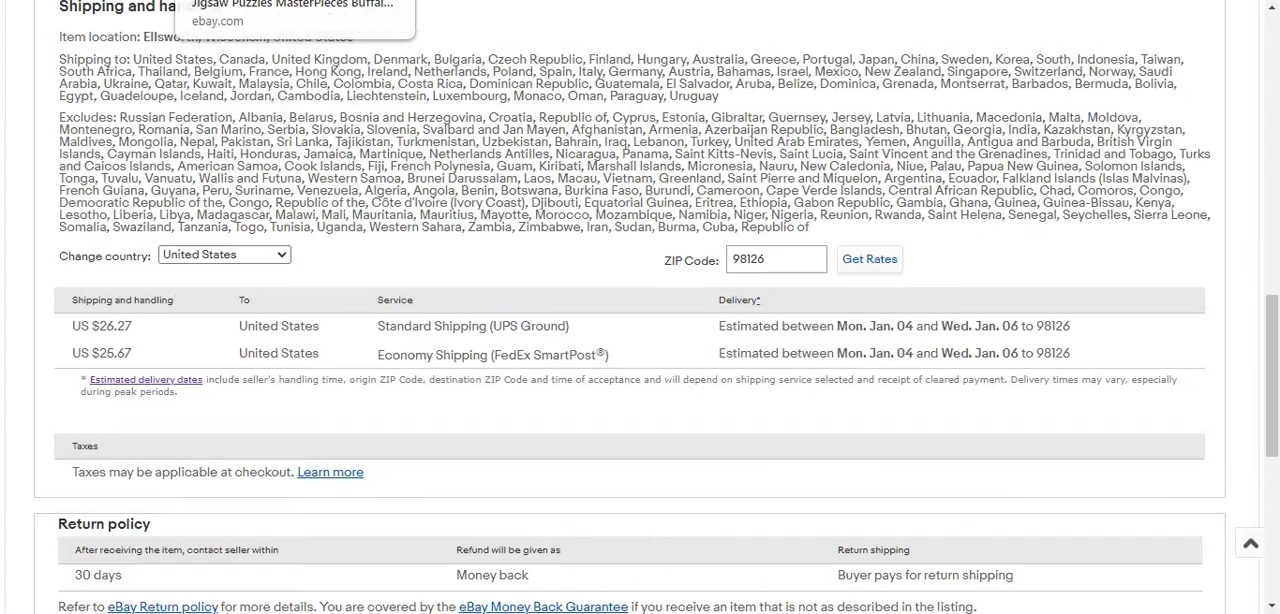 Jigsaw Puzzles MasterPieces Buffal...
ebay.com
Shipping and
Item location: Ellsworth, Wisconsin, United States
Shipping to: United States, Canada, United Kingdom, Denmark, Bulgaria, Czech Republic, Finland, Hungary, Australia, Greece, Portugal, Japan, China, Sweden, Korea, South, Indonesia, Taiwan,
South Africa, Thailand, Belgium, France, Hong Kong, Ireland, Netherlands, Poland, Spain, Italy, Germany, Austria, Bahamas, Israel, Mexico, New Zealand, Singapore, Switzerland, Norway, Saudi
Arabia, Ukraine, Qatar, Kuwait, Malaysia, Chile, Colombia, Costa Rica, Dominican Republic, Guatemala, El Salvador, Aruba, Belize, Dominica, Grenada, Montserrat, Barbados, Bermuda, Bolivia,
Egypt, Guadeloupe, Iceland, Jordan, Cambodia, Liechtenstein, Luxembourg, Monaco, Oman, Paraguay, Uruguay
Excludes: Russian Federation, Albania, Belarus, Bosnia and Herzegovina, Croatia, Republic of, Cyprus, Estonia, Gibraltar, Guernsey, Jersey, Latvia, Lithuania, Macedonia, Malta, Moldova,
Montenegro, Romania, San Marino, Serbia, Slovakia, Slovenia, Svalbard and Jan Mayen, Afghanistan, Armenia, Azerbaijan Republic, Bangladesh, Bhutan, Georgia, India, Kazakhstan, Kyrgyzstan,
Maldives, Mongolia, Nepal, Pakistan, Sri Lanka, Tajikistan, Turkmenistan, Uzbekistan, Bahrain, Iraq, Lebanon, Turkey, United Arab Emirates, Yemen, Anguilla, Antigua and Barbuda, British Virgin
Islands, Cayman Islands, Haiti, Honduras, Jamaica, Martinique, Netherlands Antilles, Nicaragua, Panama, Saint Kitts-Nevis, Saint Lucia, Saint Vincent and the Grenadines, Trinidad and Tobago, Turks
and Caicos Islands, American Samoa, Cook Islands, Fiji, French Polynesia, Guam, Kiribati, Marshall Islands, Micronesia, Nauru, New Caledonia, Niue, Palau, Papua New Guinea, Solomon Islands,
Tonga, Tuvalu, Vanuatu, Wallis and Futuna, Western Samoa, Brunei Darussalam, Laos, Macau, Vietnam, Greenland, Saint Pierre and Miquelon, Argentina, Ecuador, Falkland Islands (Islas Malvinas),
French Guiana, Guyana, Peru, Suriname, Venezuela, Algeria, Angola, Benin, Botswana, Burkina Faso, Burundi, Cameroon, Cape Verde Islands, Central African Republic, Chad, Comoros, Congo,
Democratic Republic of the, Congo, Republic of the, Côte d'Ivoire (Ivory Coast), Djibouti, Equatorial Guinea, Eritrea, Ethiopia, Gabon Republic, Gambia, Ghana, Guinea, Guinea-Bissau, Kenya,
Lesotho, Liberia, Libya, Madagascar, Malawi, Mali, Mauritania, Mauritius, Mayotte, Morocco, Mozambique, Namibia, Niger, Nigeria, Reunion, Rwanda, Saint Helena, Senegal, Seychelles, Sierra Leone,
Somalia, Swaziland, Tanzania, Togo, Tunisia, Uganda, Western Sahara, Zambia, Zimbabwe, Iran, Sudan, Burma, Cuba, Republic of
Change country: United States ZIP Code: 98126 Get Rates
Shipping and handling To Service Delivery*
US $26.27 United States Standard Shipping (UPS Ground) Estimated between Mon. Jan. 04 and Wed. Jan. 06 to 98126
US $25.67 United States Economy Shipping (FedEx SmartPost®) Estimated between Mon. Jan. 04 and Wed. Jan. 06 to 98126
* Estimated delivery dates include seller's handling time, origin ZIP Code, destination ZIP Code and time of acceptance and will depend on shipping service selected and receipt of cleared payment. Delivery times may vary, especially
during peak periods.
Taxes
Taxes may be applicable at checkout. Learn more
Return policy
After receiving the item, contact seller within Refund will be given as Return shipping
30 days Money back Buyer pays for return shipping
Refer to eBay Return policy for more details. You are covered by the eBay Money Back Guarantee if you receive an item that is not as described in the listing.